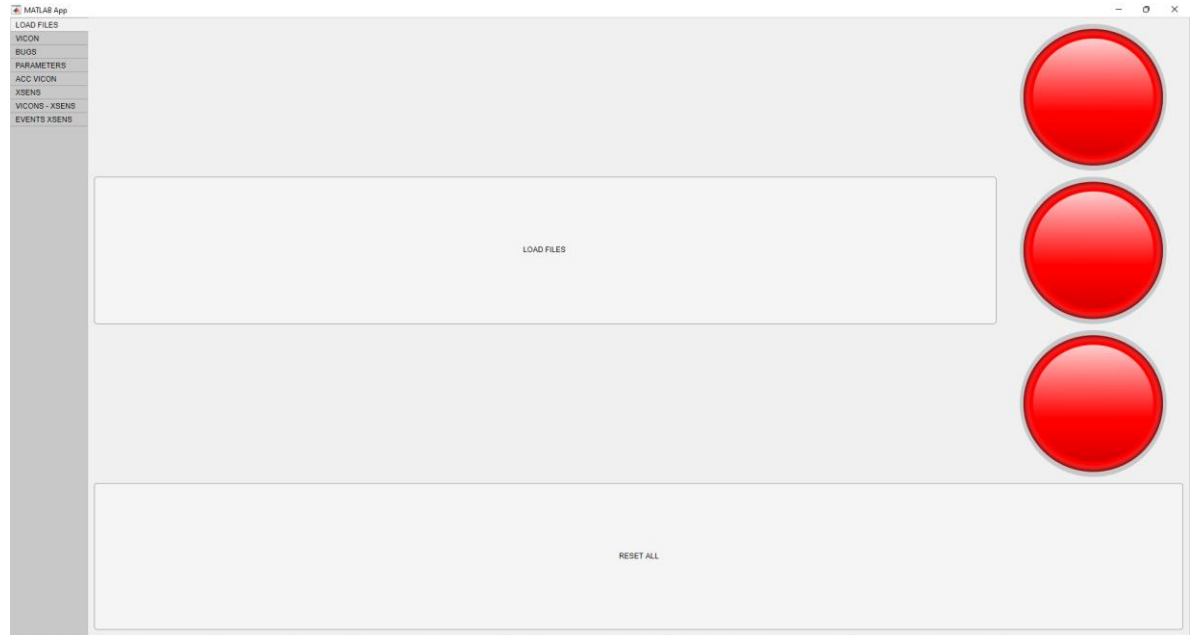 MATLAB App
LOAD FILES
VICON
BUGS
PARAMETERS
ACC VICON
XSENS
VICONS - XSENS
EVENTS XSENS
LOAD FILES
RESET ALL